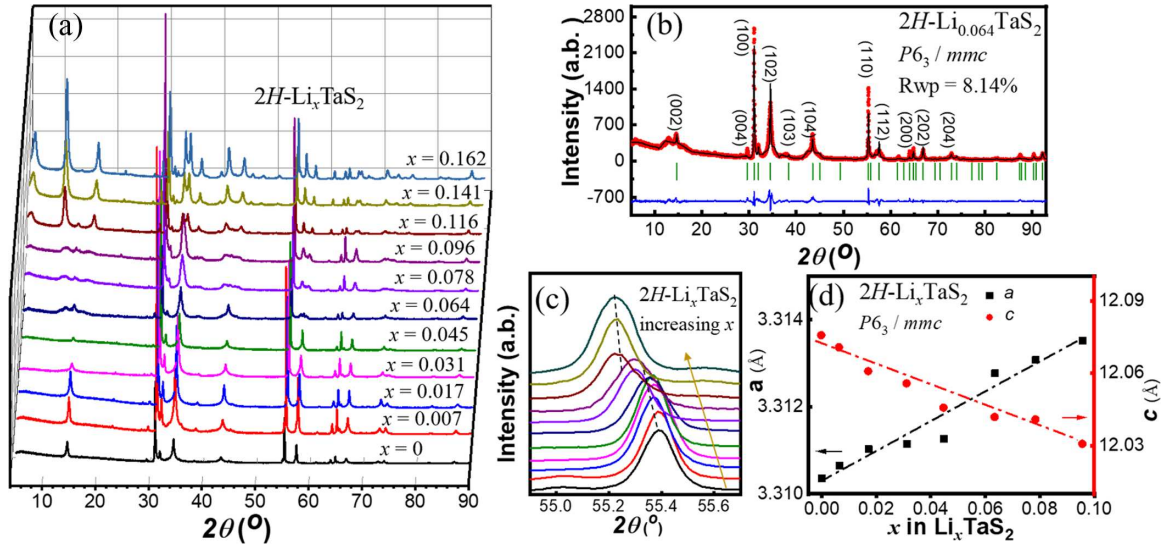 (a)
2H-LiₓTaS₂
x = 0.162
x = 0.141
x = 0.116
x = 0.096
x = 0.078
x = 0.064
x = 0.045
x = 0.031
x = 0.017
x = 0.007
x = 0
10 20 30 40 50 60 70 80 90
2θ(°)
(b)
2H-Li₀.₀₆₄TaS₂
P6₃ / mmc
Rwp = 8.14%
Intensity (a.b.)
2800
2100
1400
700
0
-700
(002)
(004)
(100)
(102)
(103)
(104)
(110)
(112)
(200)
(202)
(204)
10 20 30 40 50 60 70 80 90
2θ(°)
(c)
2H-LiₓTaS₂
increasing x
Intensity (a.b.)
55.0 55.2 55.4 55.6
2θ(°)
(d)
2H-LiₓTaS₂
P6₃ / mmc
a
c
a (Å)
3.314
3.312
3.310
12.09
12.06
12.03
c (Å)
0.00 0.02 0.04 0.06 0.08 0.10
x in LiₓTaS₂